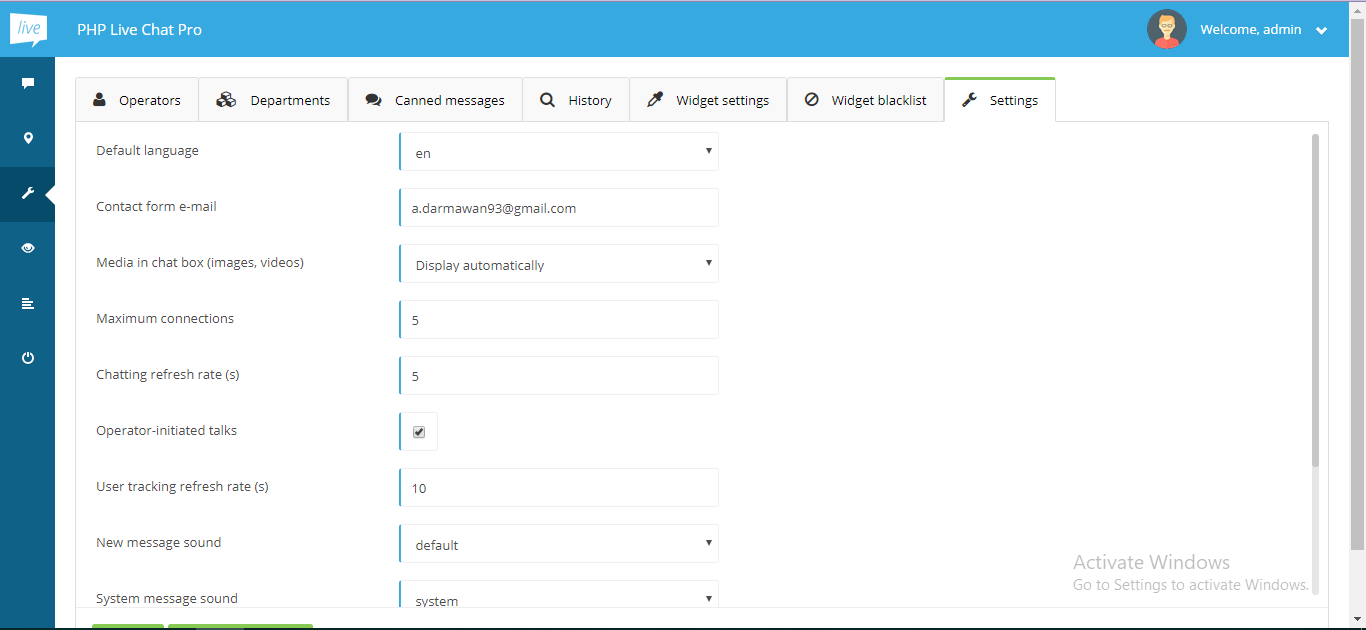 live
PHP Live Chat Pro
Welcome, admin
Operators
Departments
Canned messages
History
Widget settings
Widget blacklist
Settings
Default language
en
Contact form e-mail
a.darmawan93@gmail.com
Media in chat box (images, videos)
Display automatically
Maximum connections
5
Chatting refresh rate (s)
5
Operator-initiated talks
User tracking refresh rate (s)
10
New message sound
default
System message sound
system
Activate Windows
Go to Settings to activate Windows.